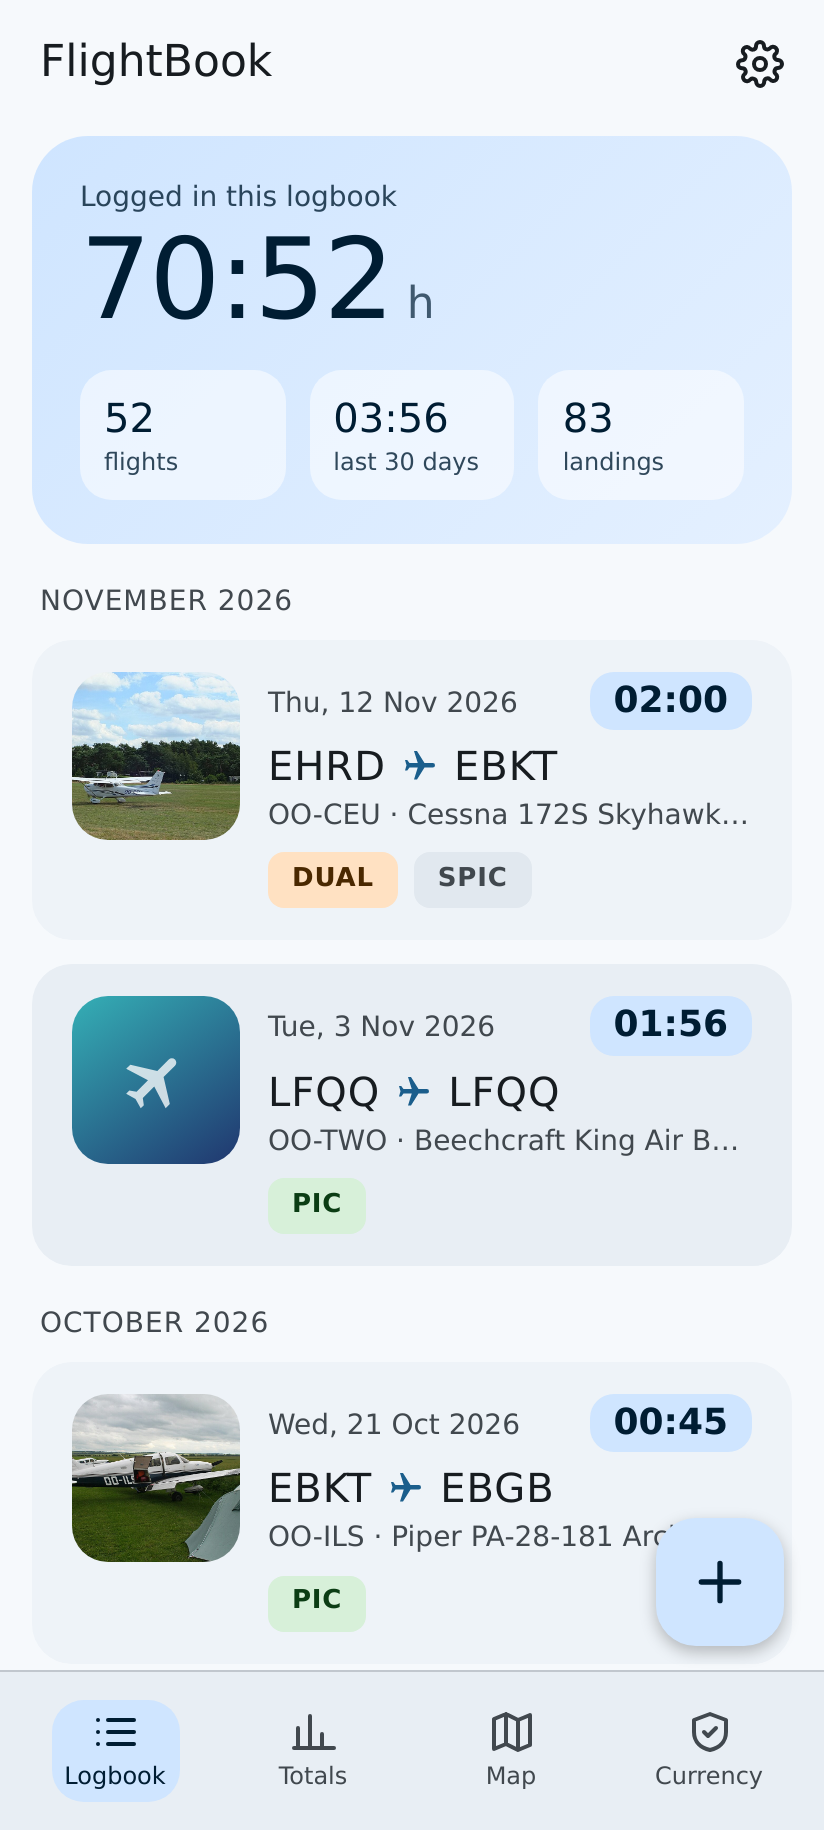 FlightBook
Logged in this logbook
70:52 h
52
flights
03:56
last 30 days
83
landings
NOVEMBER 2026
Thu, 12 Nov 2026
02:00
EHRD EBKT
OO-CEU · Cessna 172S Skyhawk…
DUAL SPIC
Tue, 3 Nov 2026
01:56
LFQQ LFQQ
OO-TWO · Beechcraft King Air B…
PIC
OCTOBER 2026
Wed, 21 Oct 2026
00:45
EBKT EBGB
OO-ILS · Piper PA-28-181
PIC
Logbook
Totals
Map
Currency